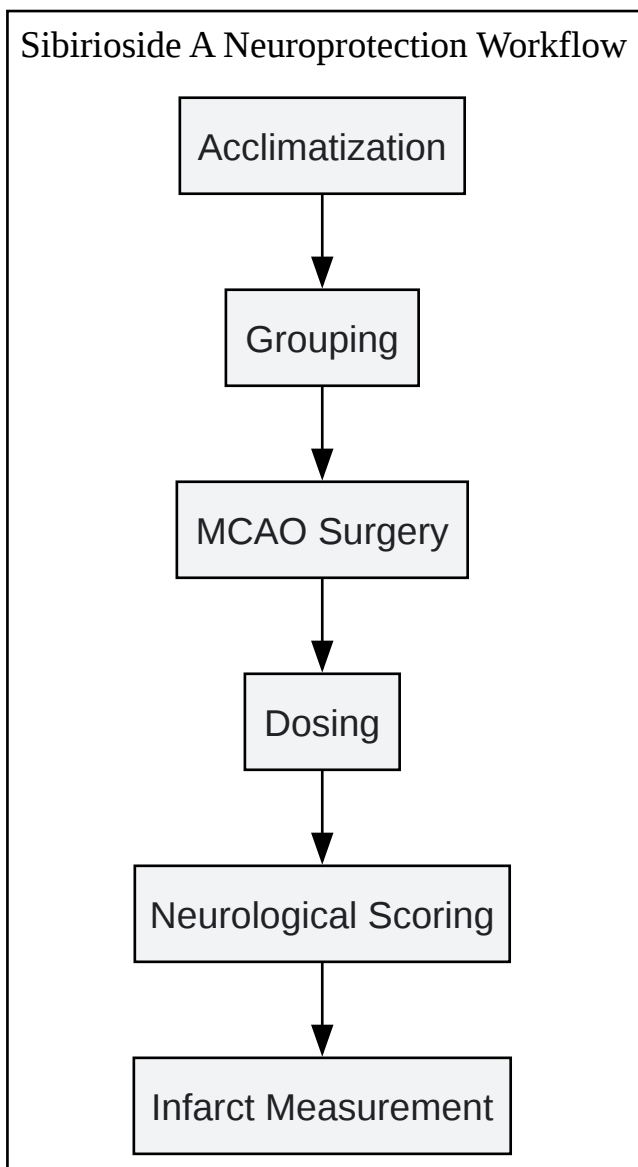 Sibirioside A Neuroprotection Workflow
Acclimatization
Grouping
MCAO Surgery
Dosing
Neurological Scoring
Infarct Measurement